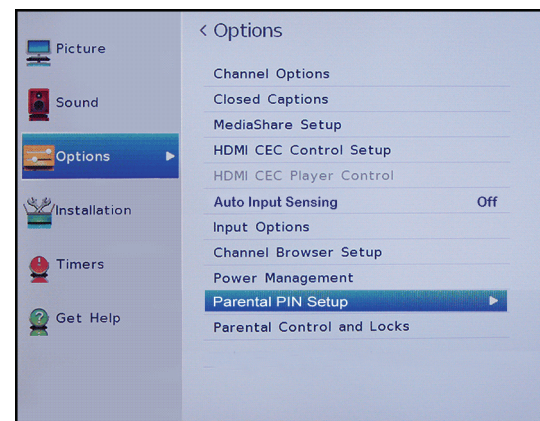 Picture
Sound
Options
Installation
Timers
Get Help
< Options
Channel Options
Closed Captions
MediaShare Setup
HDMI CEC Control Setup
HDMI CEC Player Control
Auto Input Sensing Off
Input Options
Channel Browser Setup
Power Management
Parental PIN Setup
Parental Control and Locks